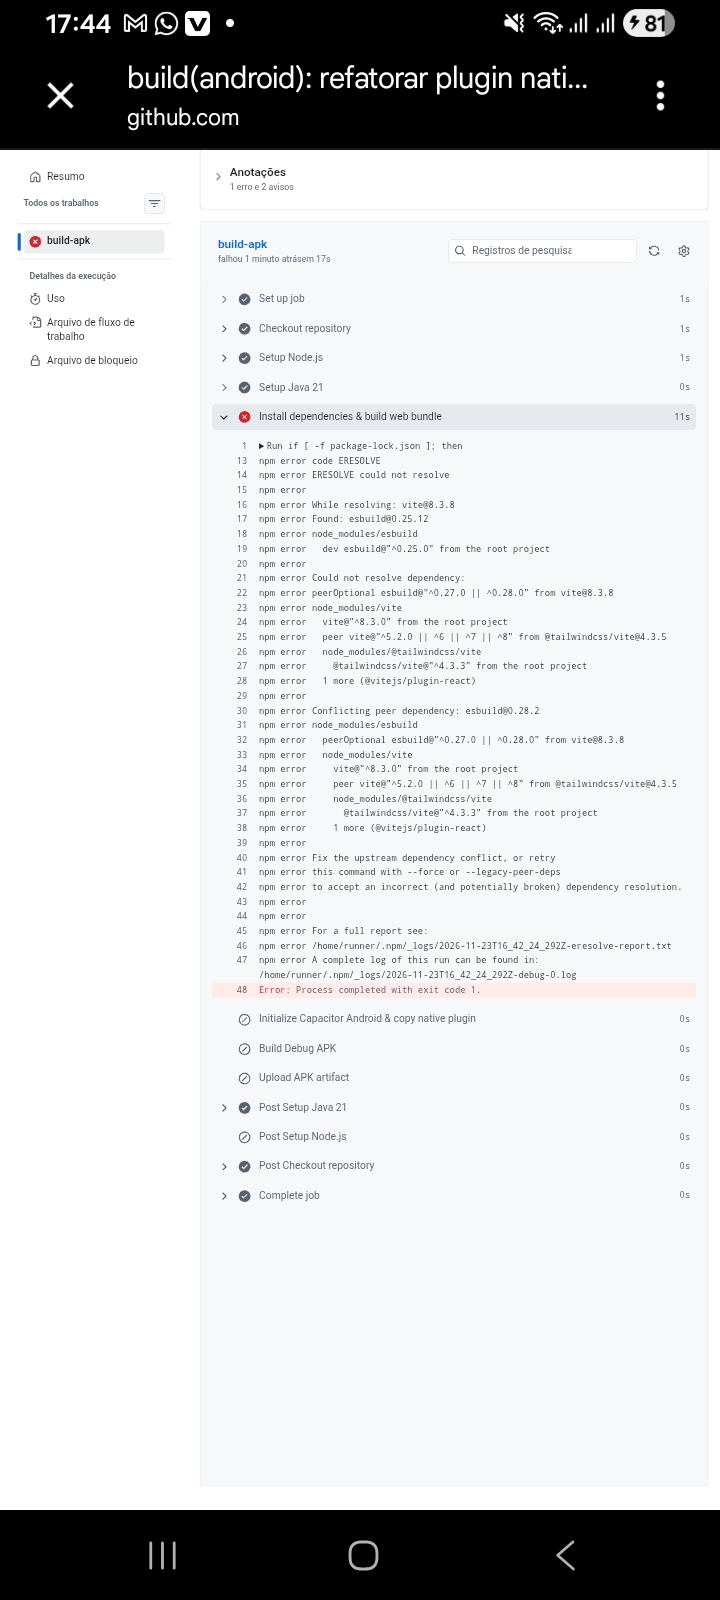 17:44
81
build(android): refatorar plugin nati...
github.com
Resumo
Todos os trabalhos
build-apk
Detalhes da execução
Uso
Arquivo de fluxo de
trabalho
Arquivo de bloqueio
Anotações
1 erro e 2 avisos
build-apk
falhou 1 minuto atrásem 17s
Registros de pesquisa
Set up job 1s
Checkout repository 1s
Setup Node.js 1s
Setup Java 21 0s
Install dependencies & build web bundle 11s
1 Run if [ -f package-lock.json ]; then
13 npm error code ERESOLVE
14 npm error ERESOLVE could not resolve
15 npm error
16 npm error While resolving: vite@8.3.8
17 npm error Found: esbuild@0.25.12
18 npm error node_modules/esbuild
19 npm error   dev esbuild@"^0.25.0" from the root project
20 npm error
21 npm error Could not resolve dependency:
22 npm error peerOptional esbuild@"^0.27.0 || ^0.28.0" from vite@8.3.8
23 npm error node_modules/vite
24 npm error   vite@"^8.3.0" from the root project
25 npm error   peer vite@"^5.2.0 || ^6 || ^7 || ^8" from @tailwindcss/vite@4.3.5
26 npm error   node_modules/@tailwindcss/vite
27 npm error     @tailwindcss/vite@"^4.3.3" from the root project
28 npm error   1 more (@vitejs/plugin-react)
29 npm error
30 npm error Conflicting peer dependency: esbuild@0.28.2
31 npm error node_modules/esbuild
32 npm error   peerOptional esbuild@"^0.27.0 || ^0.28.0" from vite@8.3.8
33 npm error   node_modules/vite
34 npm error     vite@"^8.3.0" from the root project
35 npm error     peer vite@"^5.2.0 || ^6 || ^7 || ^8" from @tailwindcss/vite@4.3.5
36 npm error     node_modules/@tailwindcss/vite
37 npm error       @tailwindcss/vite@"^4.3.3" from the root project
38 npm error     1 more (@vitejs/plugin-react)
39 npm error
40 npm error Fix the upstream dependency conflict, or retry
41 npm error this command with --force or --legacy-peer-deps
42 npm error to accept an incorrect (and potentially broken) dependency resolution.
43 npm error
44 npm error
45 npm error For a full report see:
46 npm error /home/runner/.npm/_logs/2026-11-23T16_42_24_292Z-eresolve-report.txt
47 npm error A complete log of this run can be found in:
/home/runner/.npm/_logs/2026-11-23T16_42_24_292Z-debug-0.log
48 Error: Process completed with exit code 1.
Initialize Capacitor Android & copy native plugin 0s
Build Debug APK 0s
Upload APK artifact 0s
Post Setup Java 21 0s
Post Setup Node.js 0s
Post Checkout repository 0s
Complete job 0s